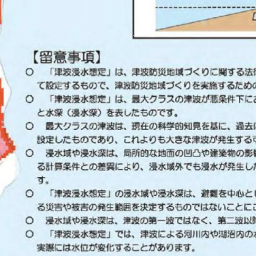 【留意事項】
○ 「津波浸水想定」は、津波防災地域づくりに関する法
て設定するもので、津波防災地域づくりを実施するための
○ 「津波浸水想定」は、最大クラスの津波が悪条件下にお
と水深（浸水深）を表したものです。
○ 最大クラスの津波は、現在の科学的知見を基に、過去に
設定したものであり、これよりも大きな津波が発生する
○ 浸水域や浸水深は、局所的な地面の凹凸や建築物の影
る計算条件との差異により、浸水域外でも浸水が発生し
す。
○ 「津波浸水想定」の浸水域や浸水深は、避難を中心とし
る災害や被害の発生範囲を決定するものではないことにご
○ 浸水域や浸水深は、津波の第一波ではなく、第二波以降
○ 「津波浸水想定」では、津波による河川内や湖沼内の水
実際には水位が変化することがあります。